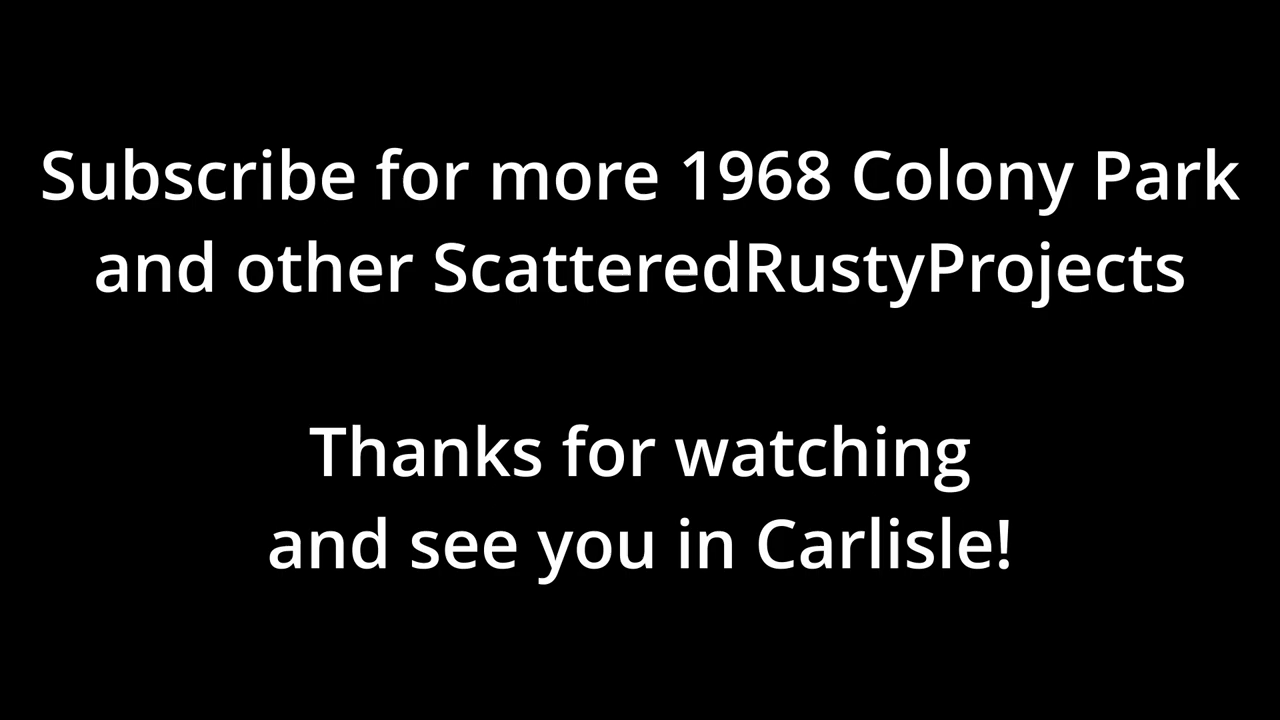 Subscribe for more 1968 Colony Park
and other ScatteredRustyProjects
Thanks for watching
and see you in Carlisle!